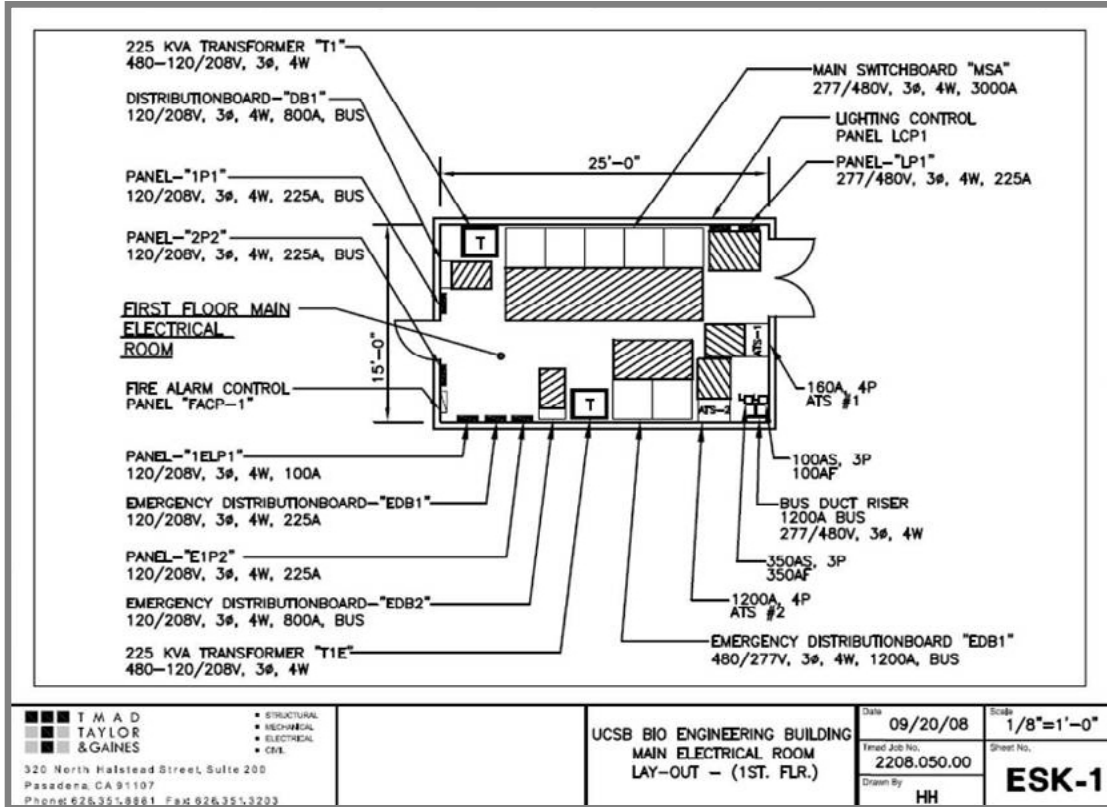 225 KVA TRANSFORMER "T1"
480-120/208V, 3ø, 4W
DISTRIBUTIONBOARD-"DB1"
120/208V, 3ø, 4W, 800A, BUS
PANEL-"1P1"
120/208V, 3ø, 4W, 225A, BUS
PANEL-"2P2"
120/208V, 3ø, 4W, 225A, BUS
FIRST FLOOR MAIN
ELECTRICAL
ROOM
FIRE ALARM CONTROL
PANEL "FACP-1"
PANEL-"1ELP1"
120/208V, 3ø, 4W, 100A
EMERGENCY DISTRIBUTIONBOARD-"EDB1"
120/208V, 3ø, 4W, 225A
PANEL-"E1P2"
120/208V, 3ø, 4W, 225A
EMERGENCY DISTRIBUTIONBOARD-"EDB2"
120/208V, 3ø, 4W, 800A, BUS
225 KVA TRANSFORMER "T1E"
480-120/208V, 3ø, 4W
25'-0"
15'-0"
T
T
ATS-1
ATS-2
MAIN SWITCHBOARD "MSA"
277/480V, 3ø, 4W, 3000A
LIGHTING CONTROL
PANEL LCP1
PANEL-"LP1"
277/480V, 3ø, 4W, 225A
160A, 4P
ATS #1
100AS, 3P
100AF
BUS DUCT RISER
1200A BUS
277/480V, 3ø, 4W
350AS, 3P
350AF
1200A, 4P
ATS #2
EMERGENCY DISTRIBUTIONBOARD "EDB1"
480/277V, 3ø, 4W, 1200A, BUS
TMAD
TAYLOR
&GAINES
■ STRUCTURAL
■ MECHANICAL
■ ELECTRICAL
■ CIVIL
320 North Halstead Street, Suite 200
Pasadena, CA 91107
Phone: 626.351.8881 Fax: 626.351.3203
UCSB BIO ENGINEERING BUILDING
MAIN ELECTRICAL ROOM
LAY-OUT - (1ST. FLR.)
Date
09/20/08
Scale
1/8"=1'-0"
Tmad Job No.
2208.050.00
Sheet No.
ESK-1
Drawn By
HH